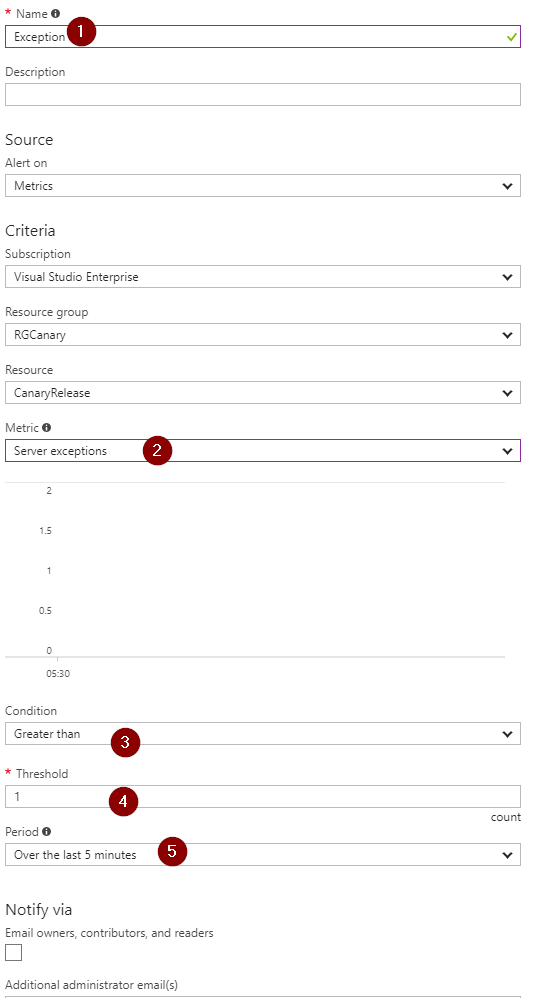 * Name
Exception 1
Description
Source
Alert on
Metrics
Criteria
Subscription
Visual Studio Enterprise
Resource group
RGCanary
Resource
CanaryRelease
Metric
Server exceptions 2
2
1.5
1
0.5
0
05:30
Condition
Greater than 3
* Threshold
1 4
count
Period
Over the last 5 minutes 5
Notify via
Email owners, contributors, and readers
Additional administrator email(s)